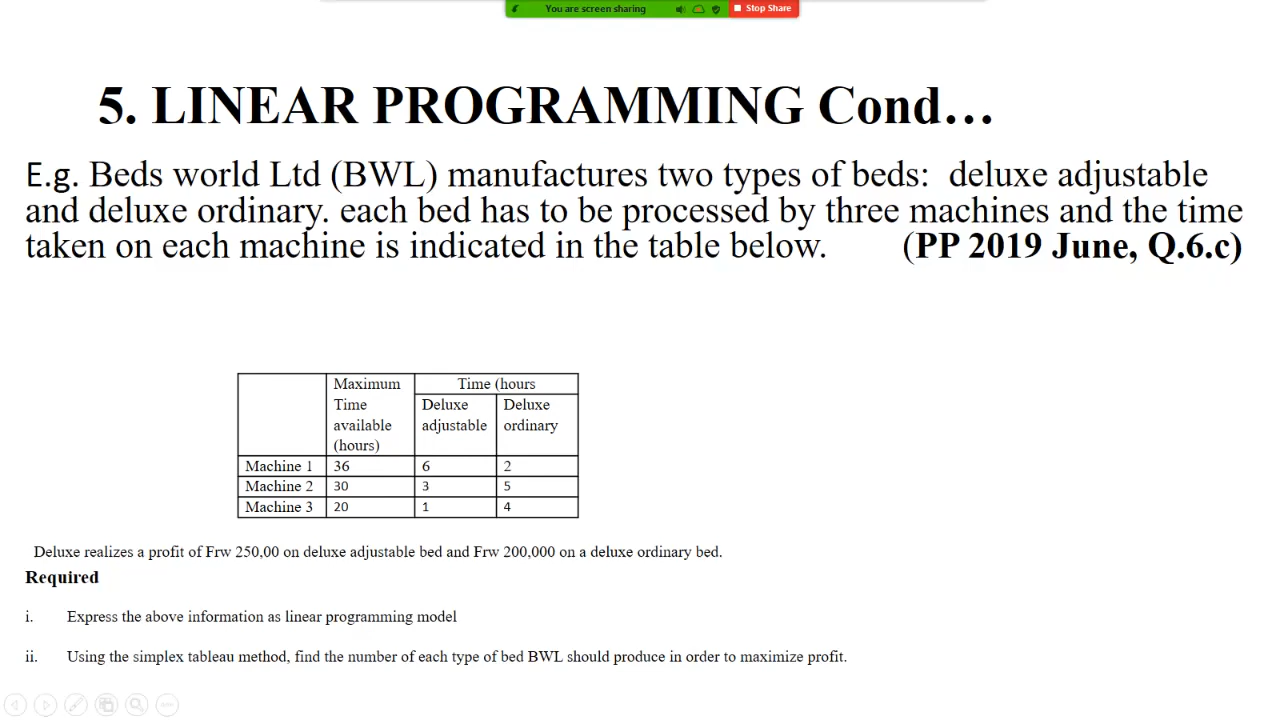 You are screen sharing
Stop Share
5. LINEAR PROGRAMMING Cond…
E.g. Beds world Ltd (BWL) manufactures two types of beds: deluxe adjustable
and deluxe ordinary. each bed has to be processed by three machines and the time
taken on each machine is indicated in the table below. (PP 2019 June, Q.6.c)
Maximum Time available (hours) Time (hours
Deluxe adjustable Deluxe ordinary
Machine 1 36 6 2
Machine 2 30 3 5
Machine 3 20 1 4
Deluxe realizes a profit of Frw 250,00 on deluxe adjustable bed and Frw 200,000 on a deluxe ordinary bed.
Required
i. Express the above information as linear programming model
ii. Using the simplex tableau method, find the number of each type of bed BWL should produce in order to maximize profit.